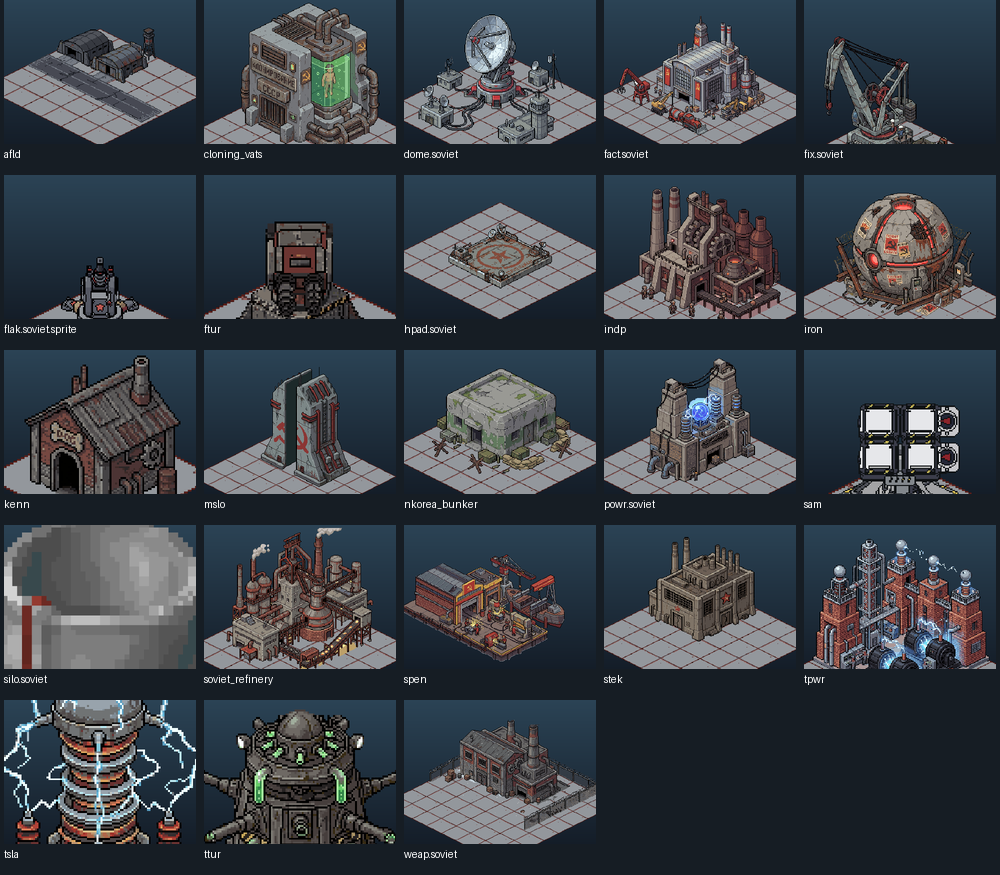 afld
cloning_vats
dome.soviet
fact.soviet
fix.soviet
flak.soviet.sprite
ftur
hpad.soviet
indp
iron
kenn
mslo
nkorea_bunker
powr.soviet
sam
silo.soviet
soviet_refinery
spen
stek
tpwr
tsla
ttur
weap.soviet